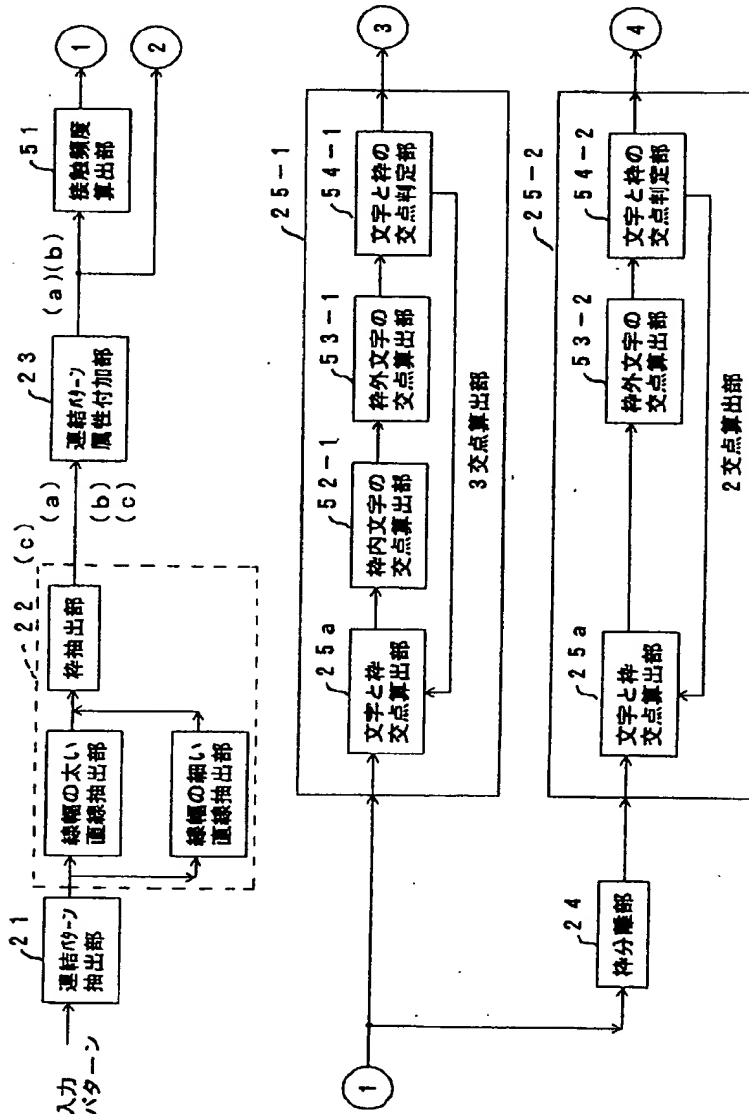 入力
パターン
21
連結パターン
抽出部
22
線幅の太い
直線抽出部
線幅の細い
直線抽出部
枠抽出部
(c)
(a)
(b)
(c)
23
連結パターン
属性付加部
(a)(b)
51
接触頻度
算出部
1
2
1
25-1
25a
文字と枠
交点算出部
52-1
枠内文字の
交点算出部
53-1
枠外文字の
交点算出部
54-1
文字と枠の
交点判定部
3交点算出部
3
24
枠分離部
25-2
25a
文字と枠
交点算出部
53-2
枠外文字の
交点算出部
54-2
文字と枠の
交点判定部
2交点算出部
4